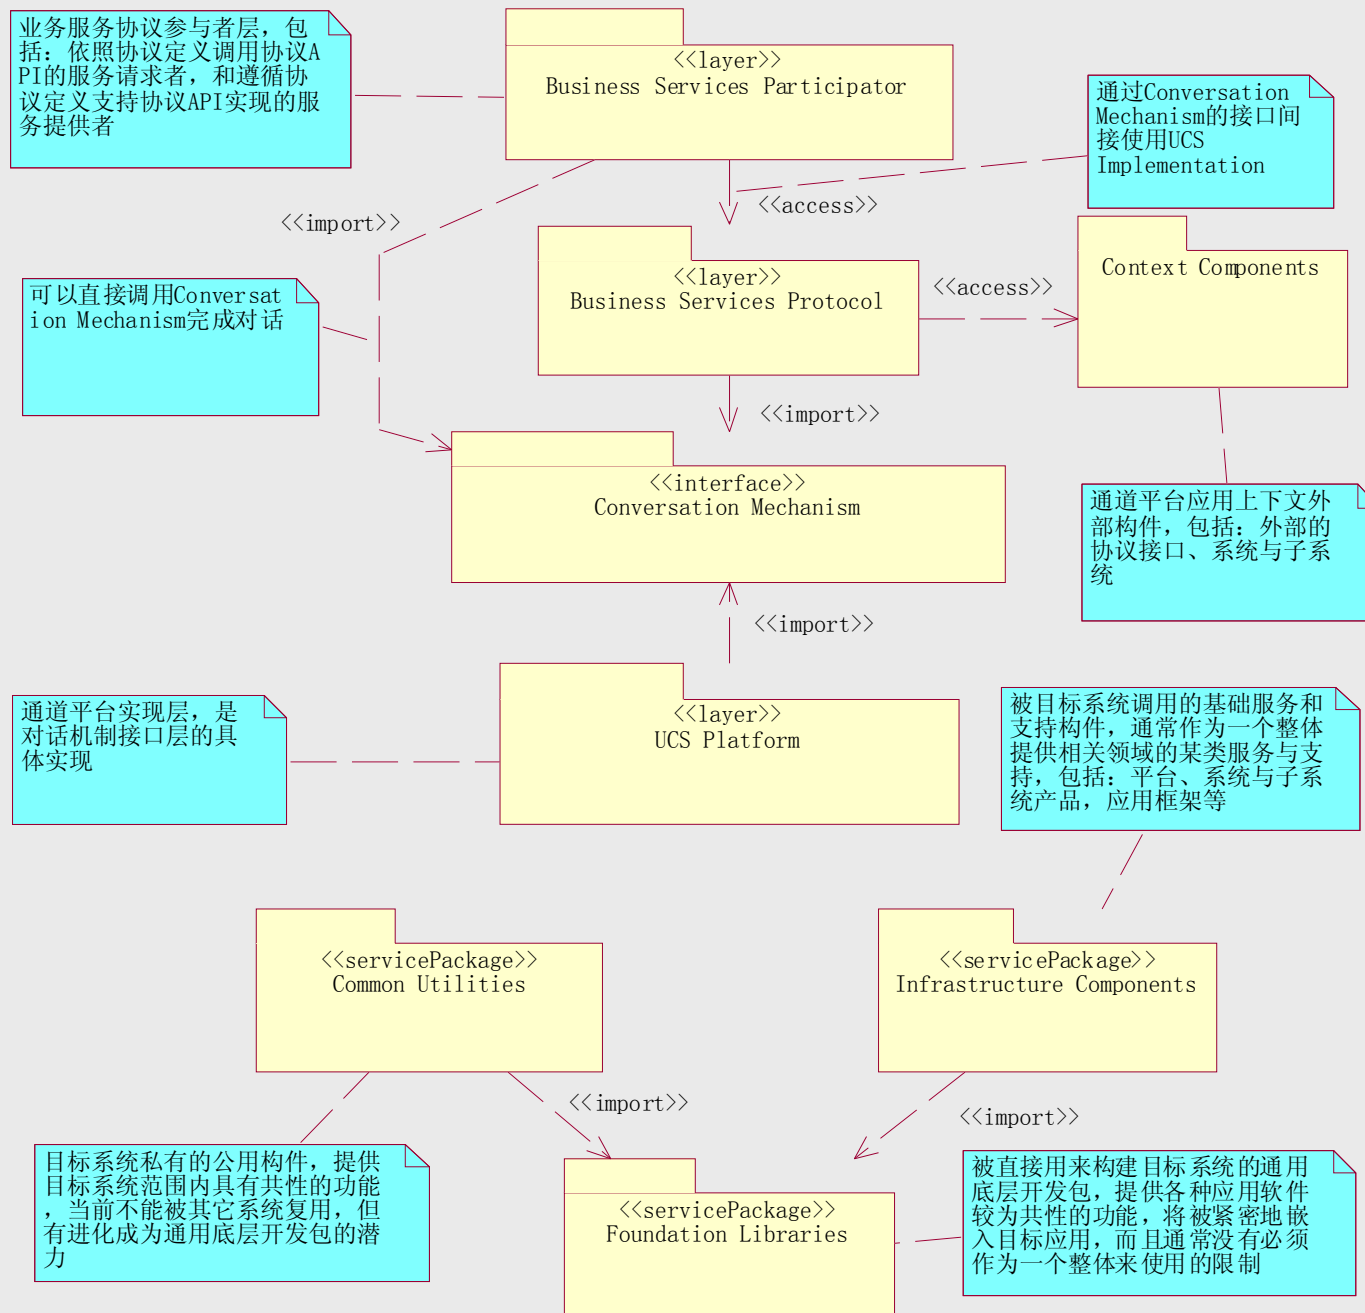 业务服务协议参与者层，包
括：依照协议定义调用协议A
PI的服务请求者，和遵循协
议定义支持协议API实现的服
务提供者
<<layer>>
Business Services Participator
通过Conversation
Mechanism的接口间
接使用UCS
Implementation
<<import>>
<<access>>
可以直接调用Conversat
ion Mechanism完成对话
<<layer>>
Business Services Protocol
<<access>>
Context Components
<<import>>
<<interface>>
Conversation Mechanism
通道平台应用上下文外
部构件，包括：外部的
协议接口、系统与子系
统
<<import>>
通道平台实现层，是
对话机制接口层的具
体实现
<<layer>>
UCS Platform
被目标系统调用的基础服务和
支持构件，通常作为一个整体
提供相关领域的某类服务与支
持，包括：平台、系统与子系
统产品，应用框架等
<<servicePackage>>
Common Utilities
<<servicePackage>>
Infrastructure Components
<<import>>
<<import>>
目标系统私有的公用构件，提供
目标系统范围内具有共性的功能
，当前不能被其它系统复用，但
有进化成为通用底层开发包的潜
力
<<servicePackage>>
Foundation Libraries
被直接用来构建目标系统的通用
底层开发包，提供各种应用软件
较为共性的功能，将被紧密地嵌
入目标应用，而且通常没有必须
作为一个整体来使用的限制